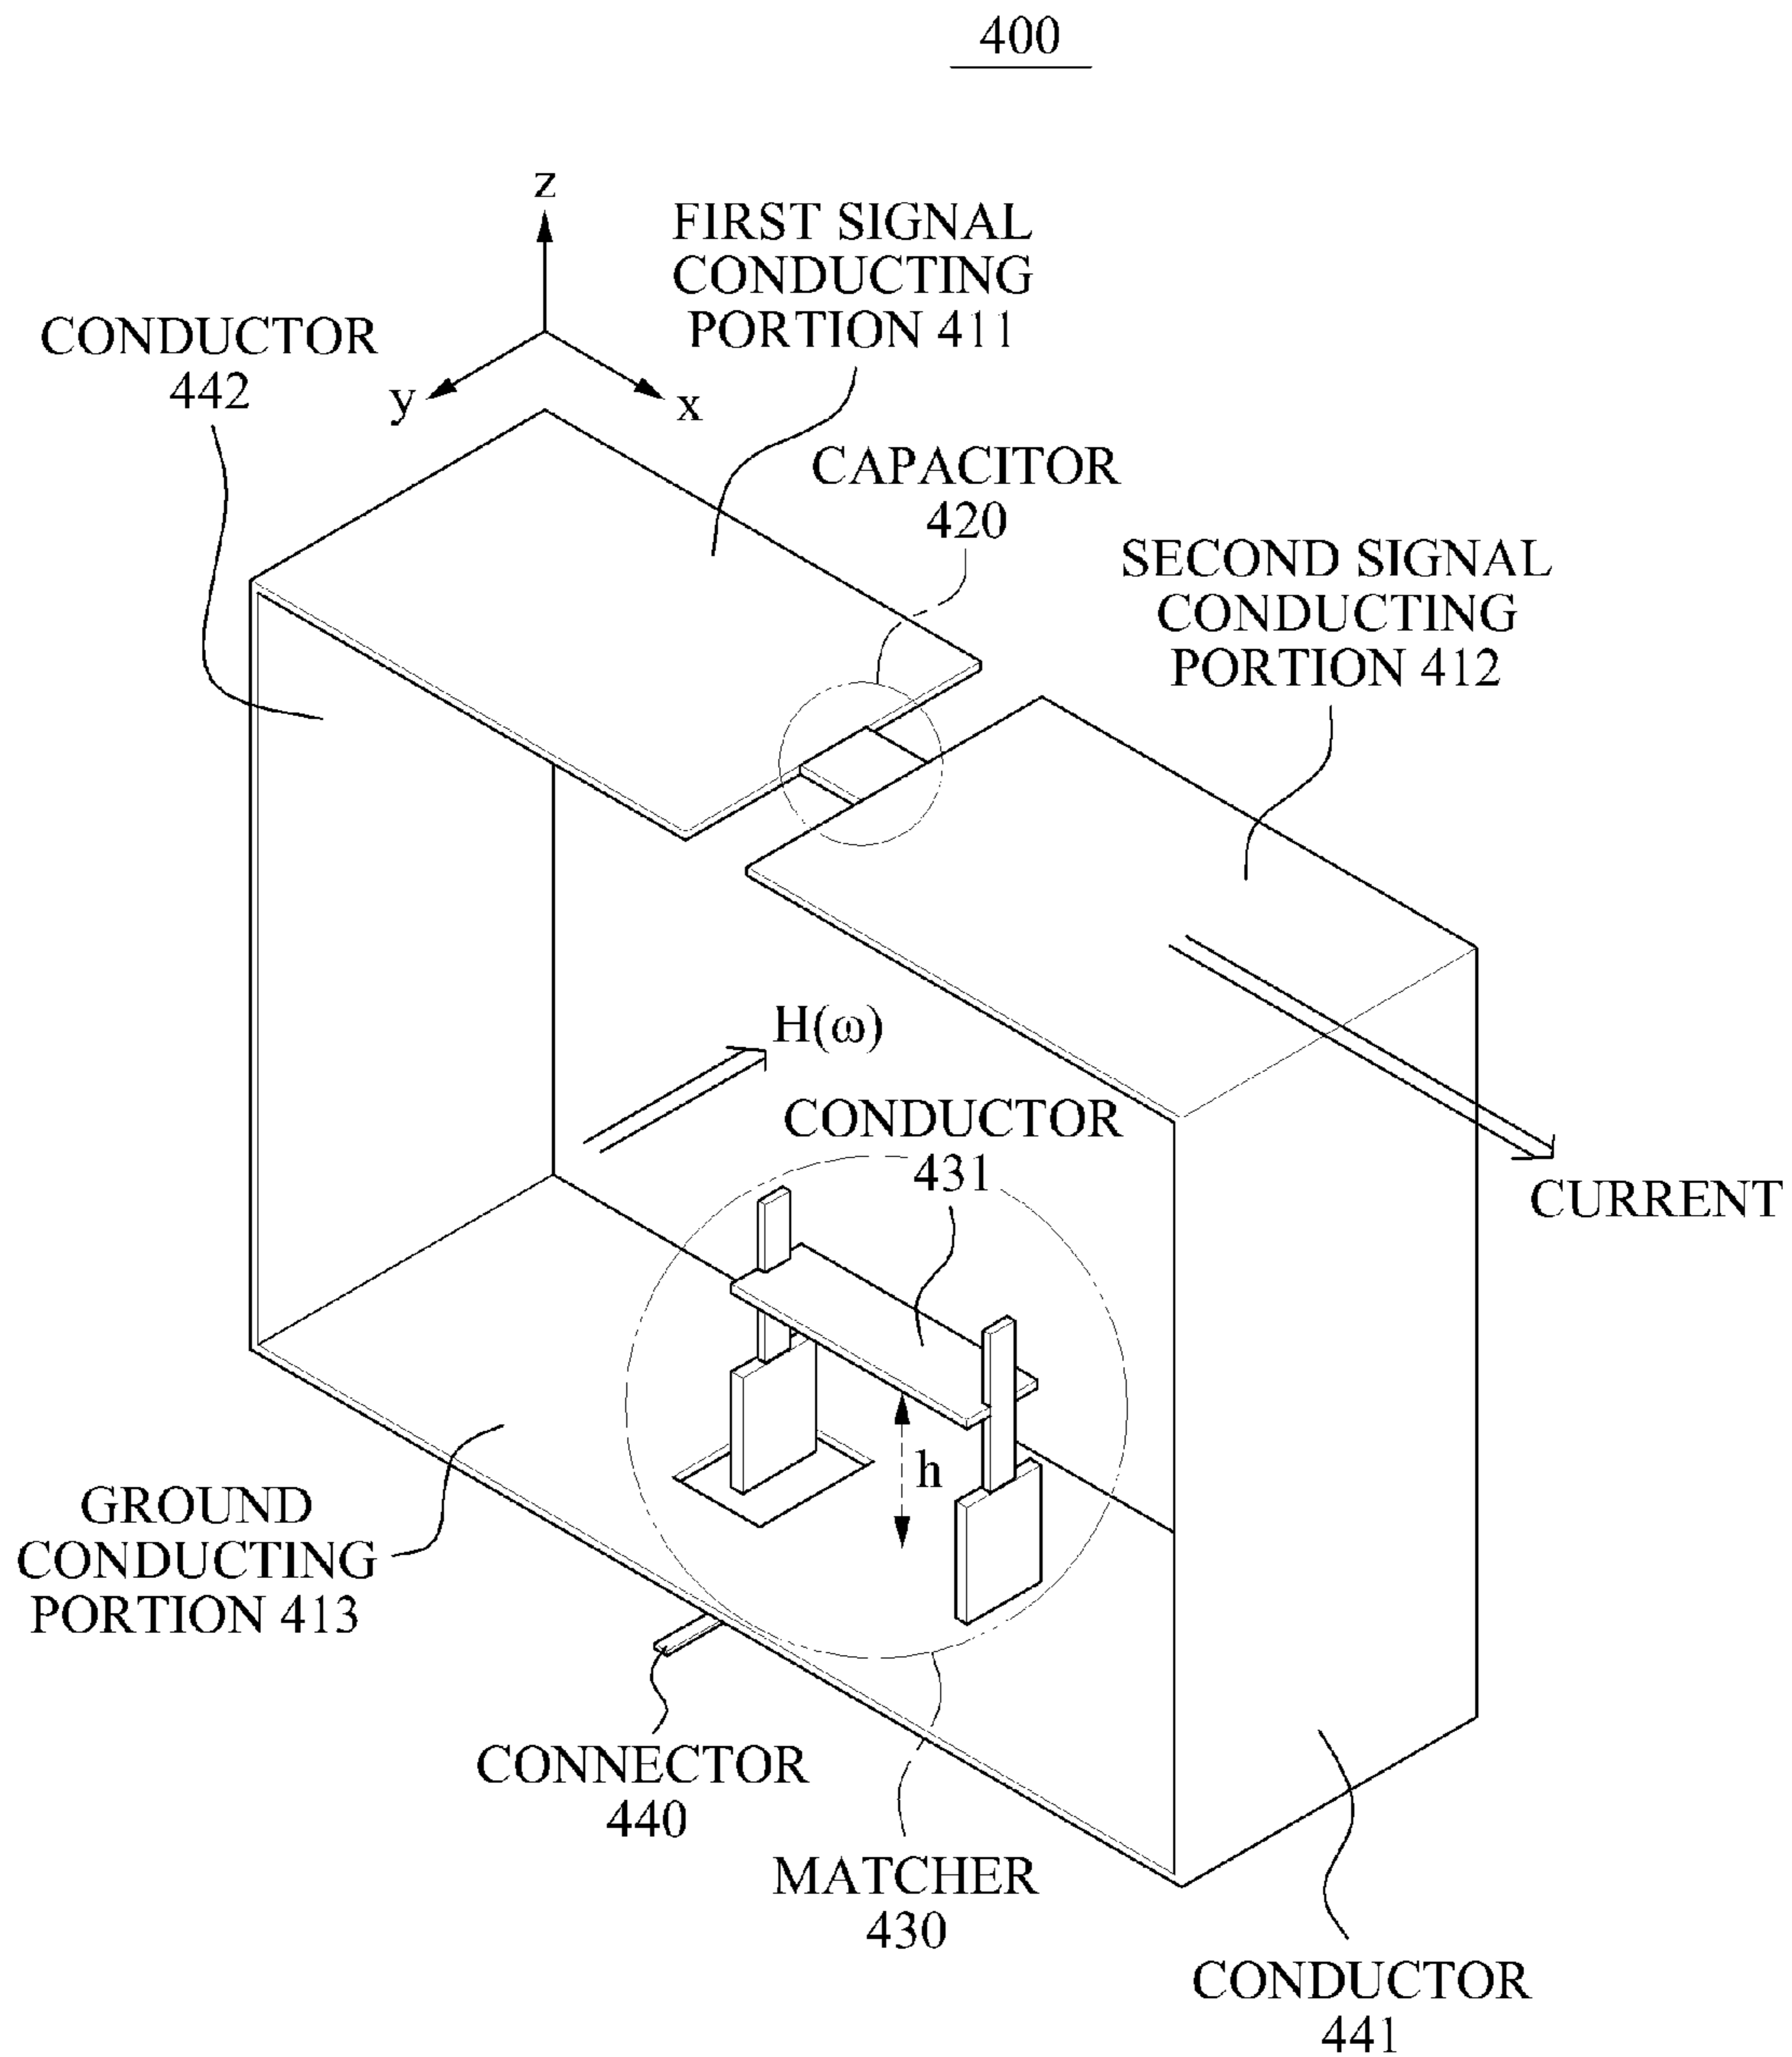 400
z
y
x
FIRST SIGNAL
CONDUCTING
PORTION 411
CONDUCTOR
442
CAPACITOR
420
SECOND SIGNAL
CONDUCTING
PORTION 412
H(ω)
CONDUCTOR
431
CURRENT
h
GROUND
CONDUCTING
PORTION 413
CONNECTOR
440
MATCHER
430
CONDUCTOR
441